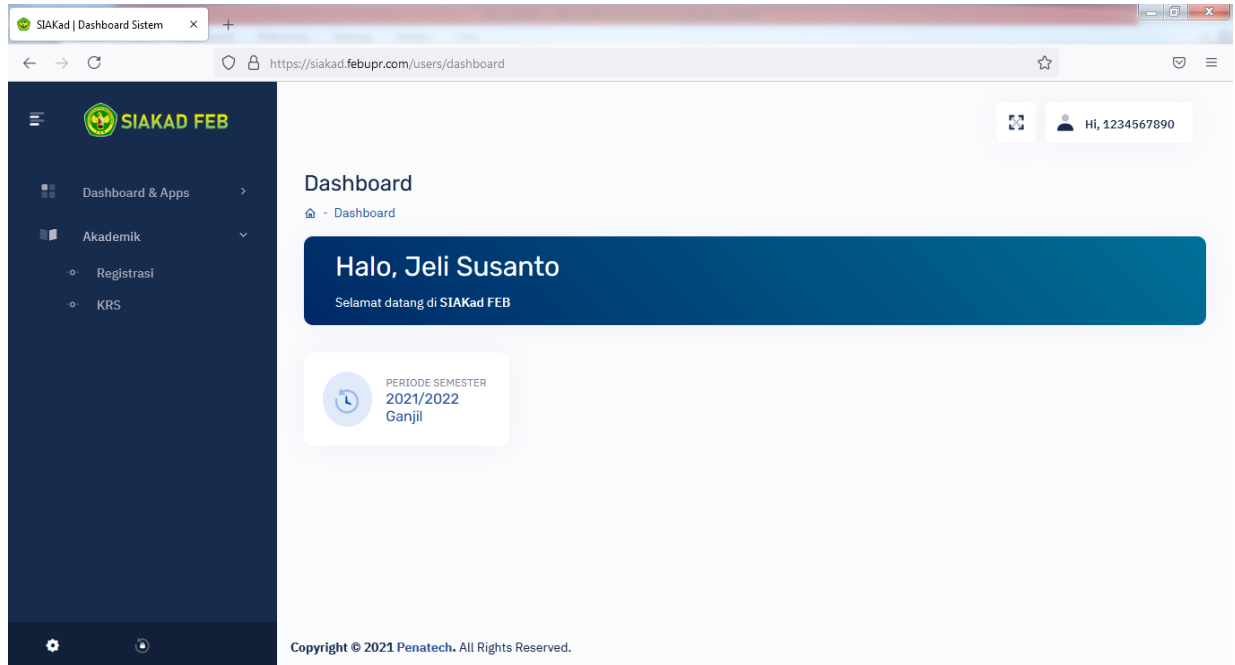 SIAKad | Dashboard Sistem
https://siakad.febupr.com/users/dashboard
SIAKAD FEB
Hi, 1234567890
Dashboard & Apps
Akademik
Registrasi
KRS
Dashboard
- Dashboard
Halo, Jeli Susanto
Selamat datang di SIAKad FEB
PERIODE SEMESTER
2021/2022
Ganjil
Copyright © 2021 Penatech. All Rights Reserved.